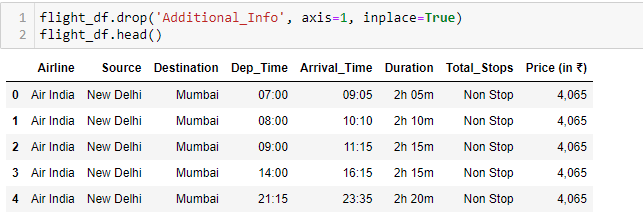 1 flight_df.drop('Additional_Info', axis=1, inplace=True)
2 flight_df.head()
Airline Source Destination Dep_Time Arrival_Time Duration Total_Stops Price (in ₹)
0 Air India New Delhi Mumbai 07:00 09:05 2h 05m Non Stop 4,065
1 Air India New Delhi Mumbai 08:00 10:10 2h 10m Non Stop 4,065
2 Air India New Delhi Mumbai 09:00 11:15 2h 15m Non Stop 4,065
3 Air India New Delhi Mumbai 14:00 16:15 2h 15m Non Stop 4,065
4 Air India New Delhi Mumbai 21:15 23:35 2h 20m Non Stop 4,065